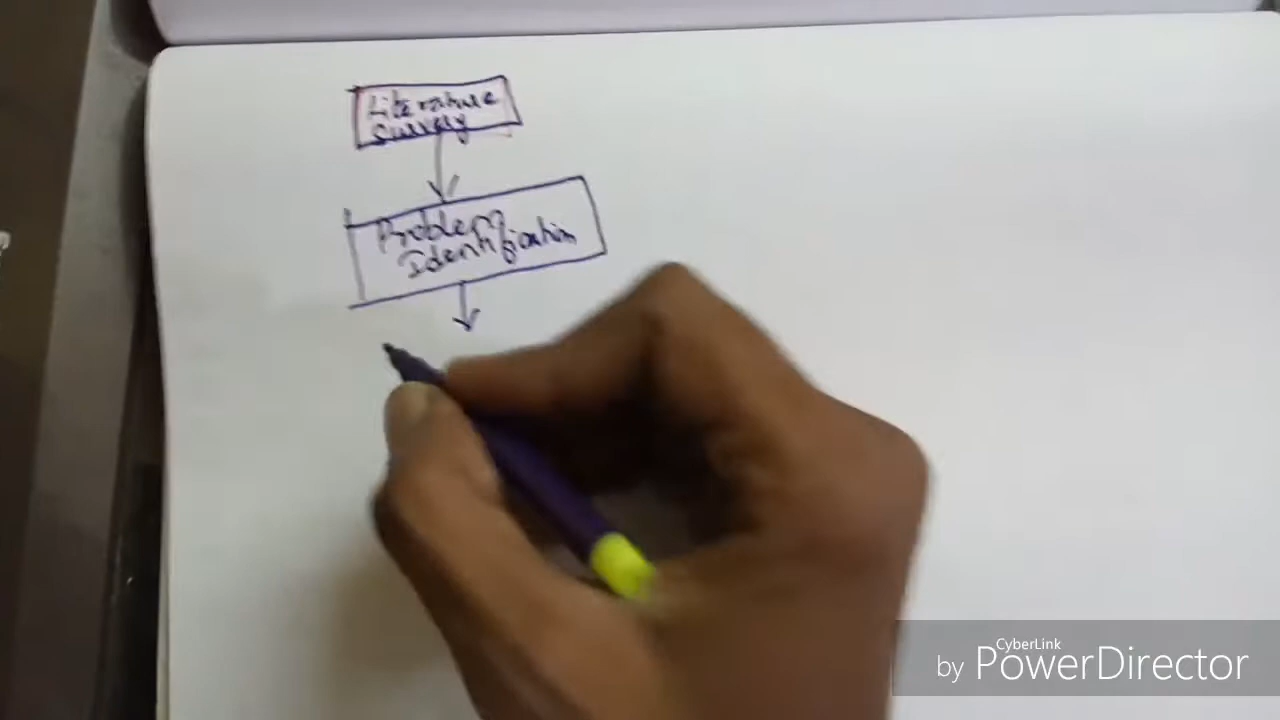 Literature
Survey
Problem
Identification
CyberLink
by PowerDirector